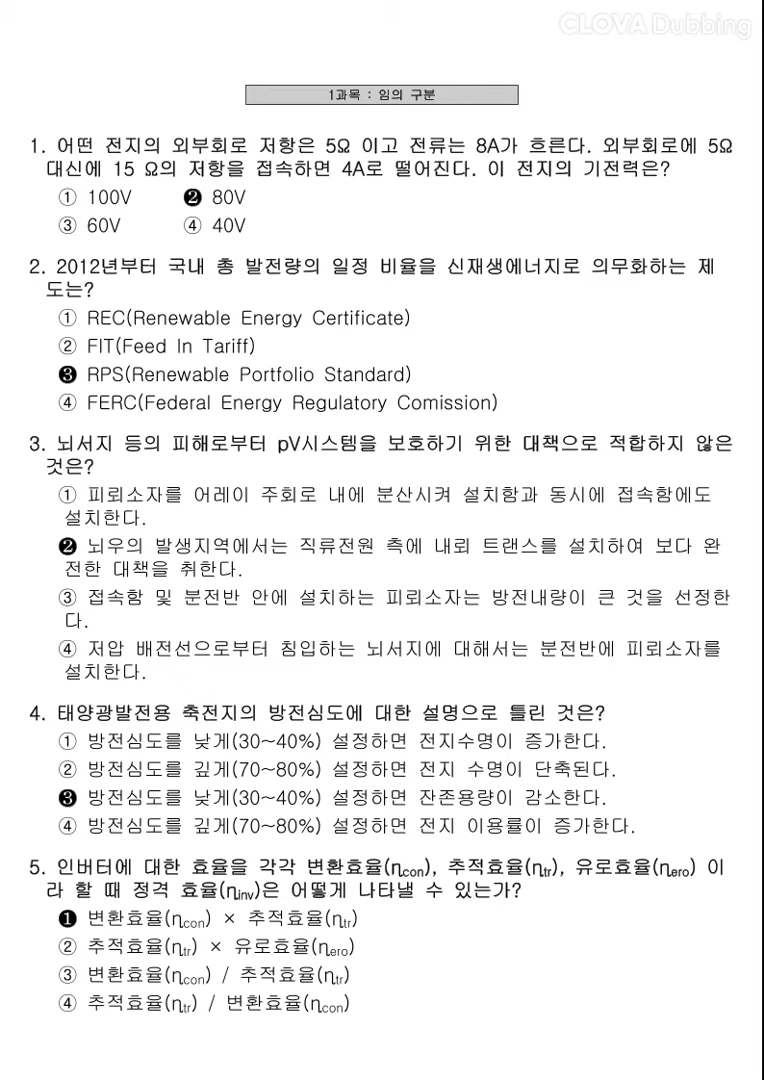 CLOVA Dubbing
1과목 : 임의 구분
1. 어떤 전지의 외부회로 저항은 5Ω 이고 전류는 8A가 흐른다. 외부회로에 5Ω
대신에 15 Ω의 저항을 접속하면 4A로 떨어진다. 이 전지의 기전력은?
① 100V ❷ 80V
③ 60V ④ 40V
2. 2012년부터 국내 총 발전량의 일정 비율을 신재생에너지로 의무화하는 제
도는?
① REC(Renewable Energy Certificate)
② FIT(Feed In Tariff)
❸ RPS(Renewable Portfolio Standard)
④ FERC(Federal Energy Regulatory Comission)
3. 뇌서지 등의 피해로부터 pV시스템을 보호하기 위한 대책으로 적합하지 않은
것은?
① 피뢰소자를 어레이 주회로 내에 분산시켜 설치함과 동시에 접속함에도
설치한다.
❷ 뇌우의 발생지역에서는 직류전원 측에 내뢰 트랜스를 설치하여 보다 완
전한 대책을 취한다.
③ 접속함 및 분전반 안에 설치하는 피뢰소자는 방전내량이 큰 것을 선정한
다.
④ 저압 배전선으로부터 침입하는 뇌서지에 대해서는 분전반에 피뢰소자를
설치한다.
4. 태양광발전용 축전지의 방전심도에 대한 설명으로 틀린 것은?
① 방전심도를 낮게(30~40%) 설정하면 전지수명이 증가한다.
② 방전심도를 깊게(70~80%) 설정하면 전지 수명이 단축된다.
❸ 방전심도를 낮게(30~40%) 설정하면 잔존용량이 감소한다.
④ 방전심도를 깊게(70~80%) 설정하면 전지 이용률이 증가한다.
5. 인버터에 대한 효율을 각각 변환효율(ηcon), 추적효율(ηtr), 유로효율(ηero) 이
라 할 때 정격 효율(ηinv)은 어떻게 나타낼 수 있는가?
❶ 변환효율(ηcon) × 추적효율(ηtr)
② 추적효율(ηtr) × 유로효율(ηero)
③ 변환효율(ηcon) / 추적효율(ηtr)
④ 추적효율(ηtr) / 변환효율(ηcon)